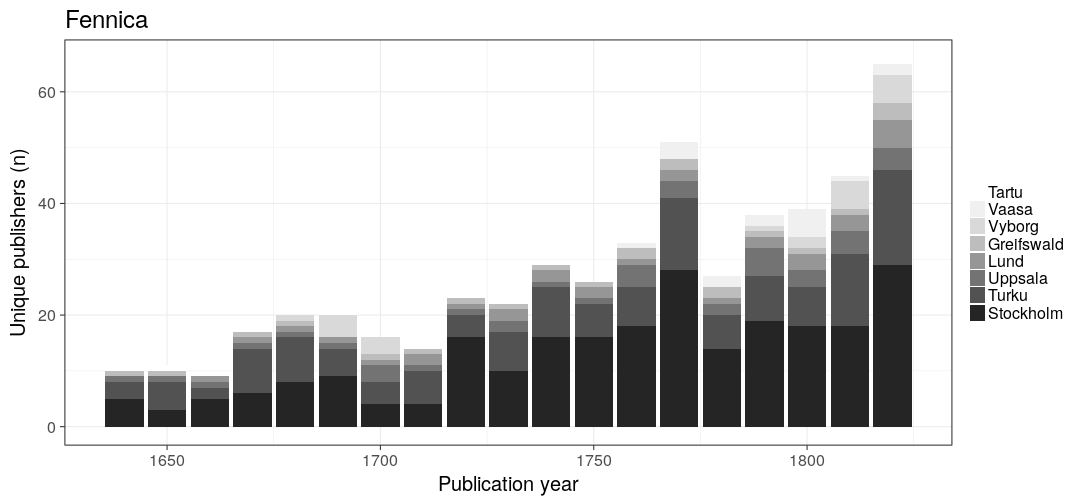 Fennica
Unique publishers (n)
60
40
20
0
1650
1700
1750
1800
Publication year
Tartu
Vaasa
Vyborg
Greifswald
Lund
Uppsala
Turku
Stockholm